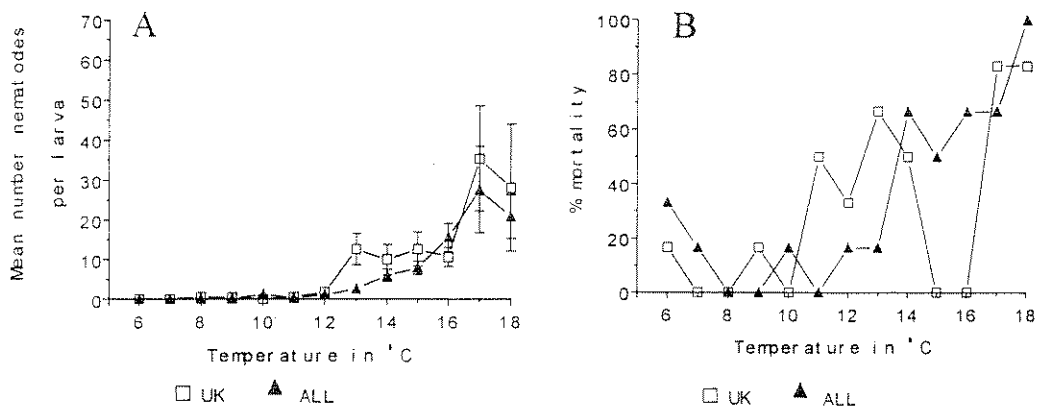 A
Mean number nematodes
per larva
70
60
50
40
30
20
10
0
6 8 10 12 14 16 18
Temperature in 'C
UK ALL
B
% mortality
100
80
60
40
20
0
6 8 10 12 14 16 18
Temperature in 'C
UK ALL